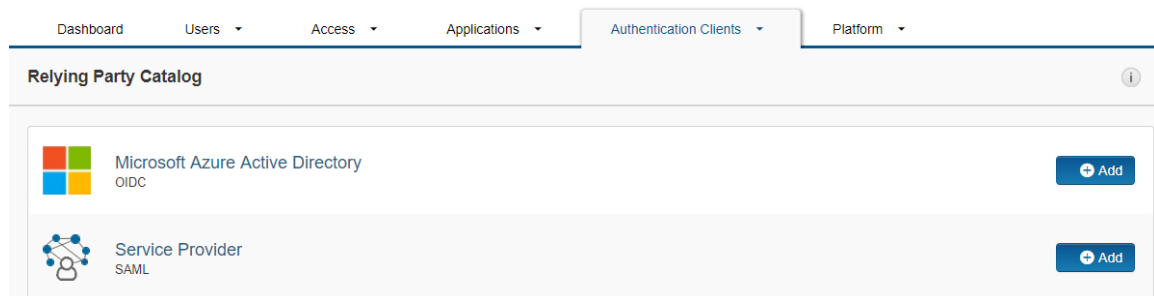 Dashboard Users Access Applications Authentication Clients Platform
Relying Party Catalog
i
Microsoft Azure Active Directory
OIDC
Add
Service Provider
SAML
Add